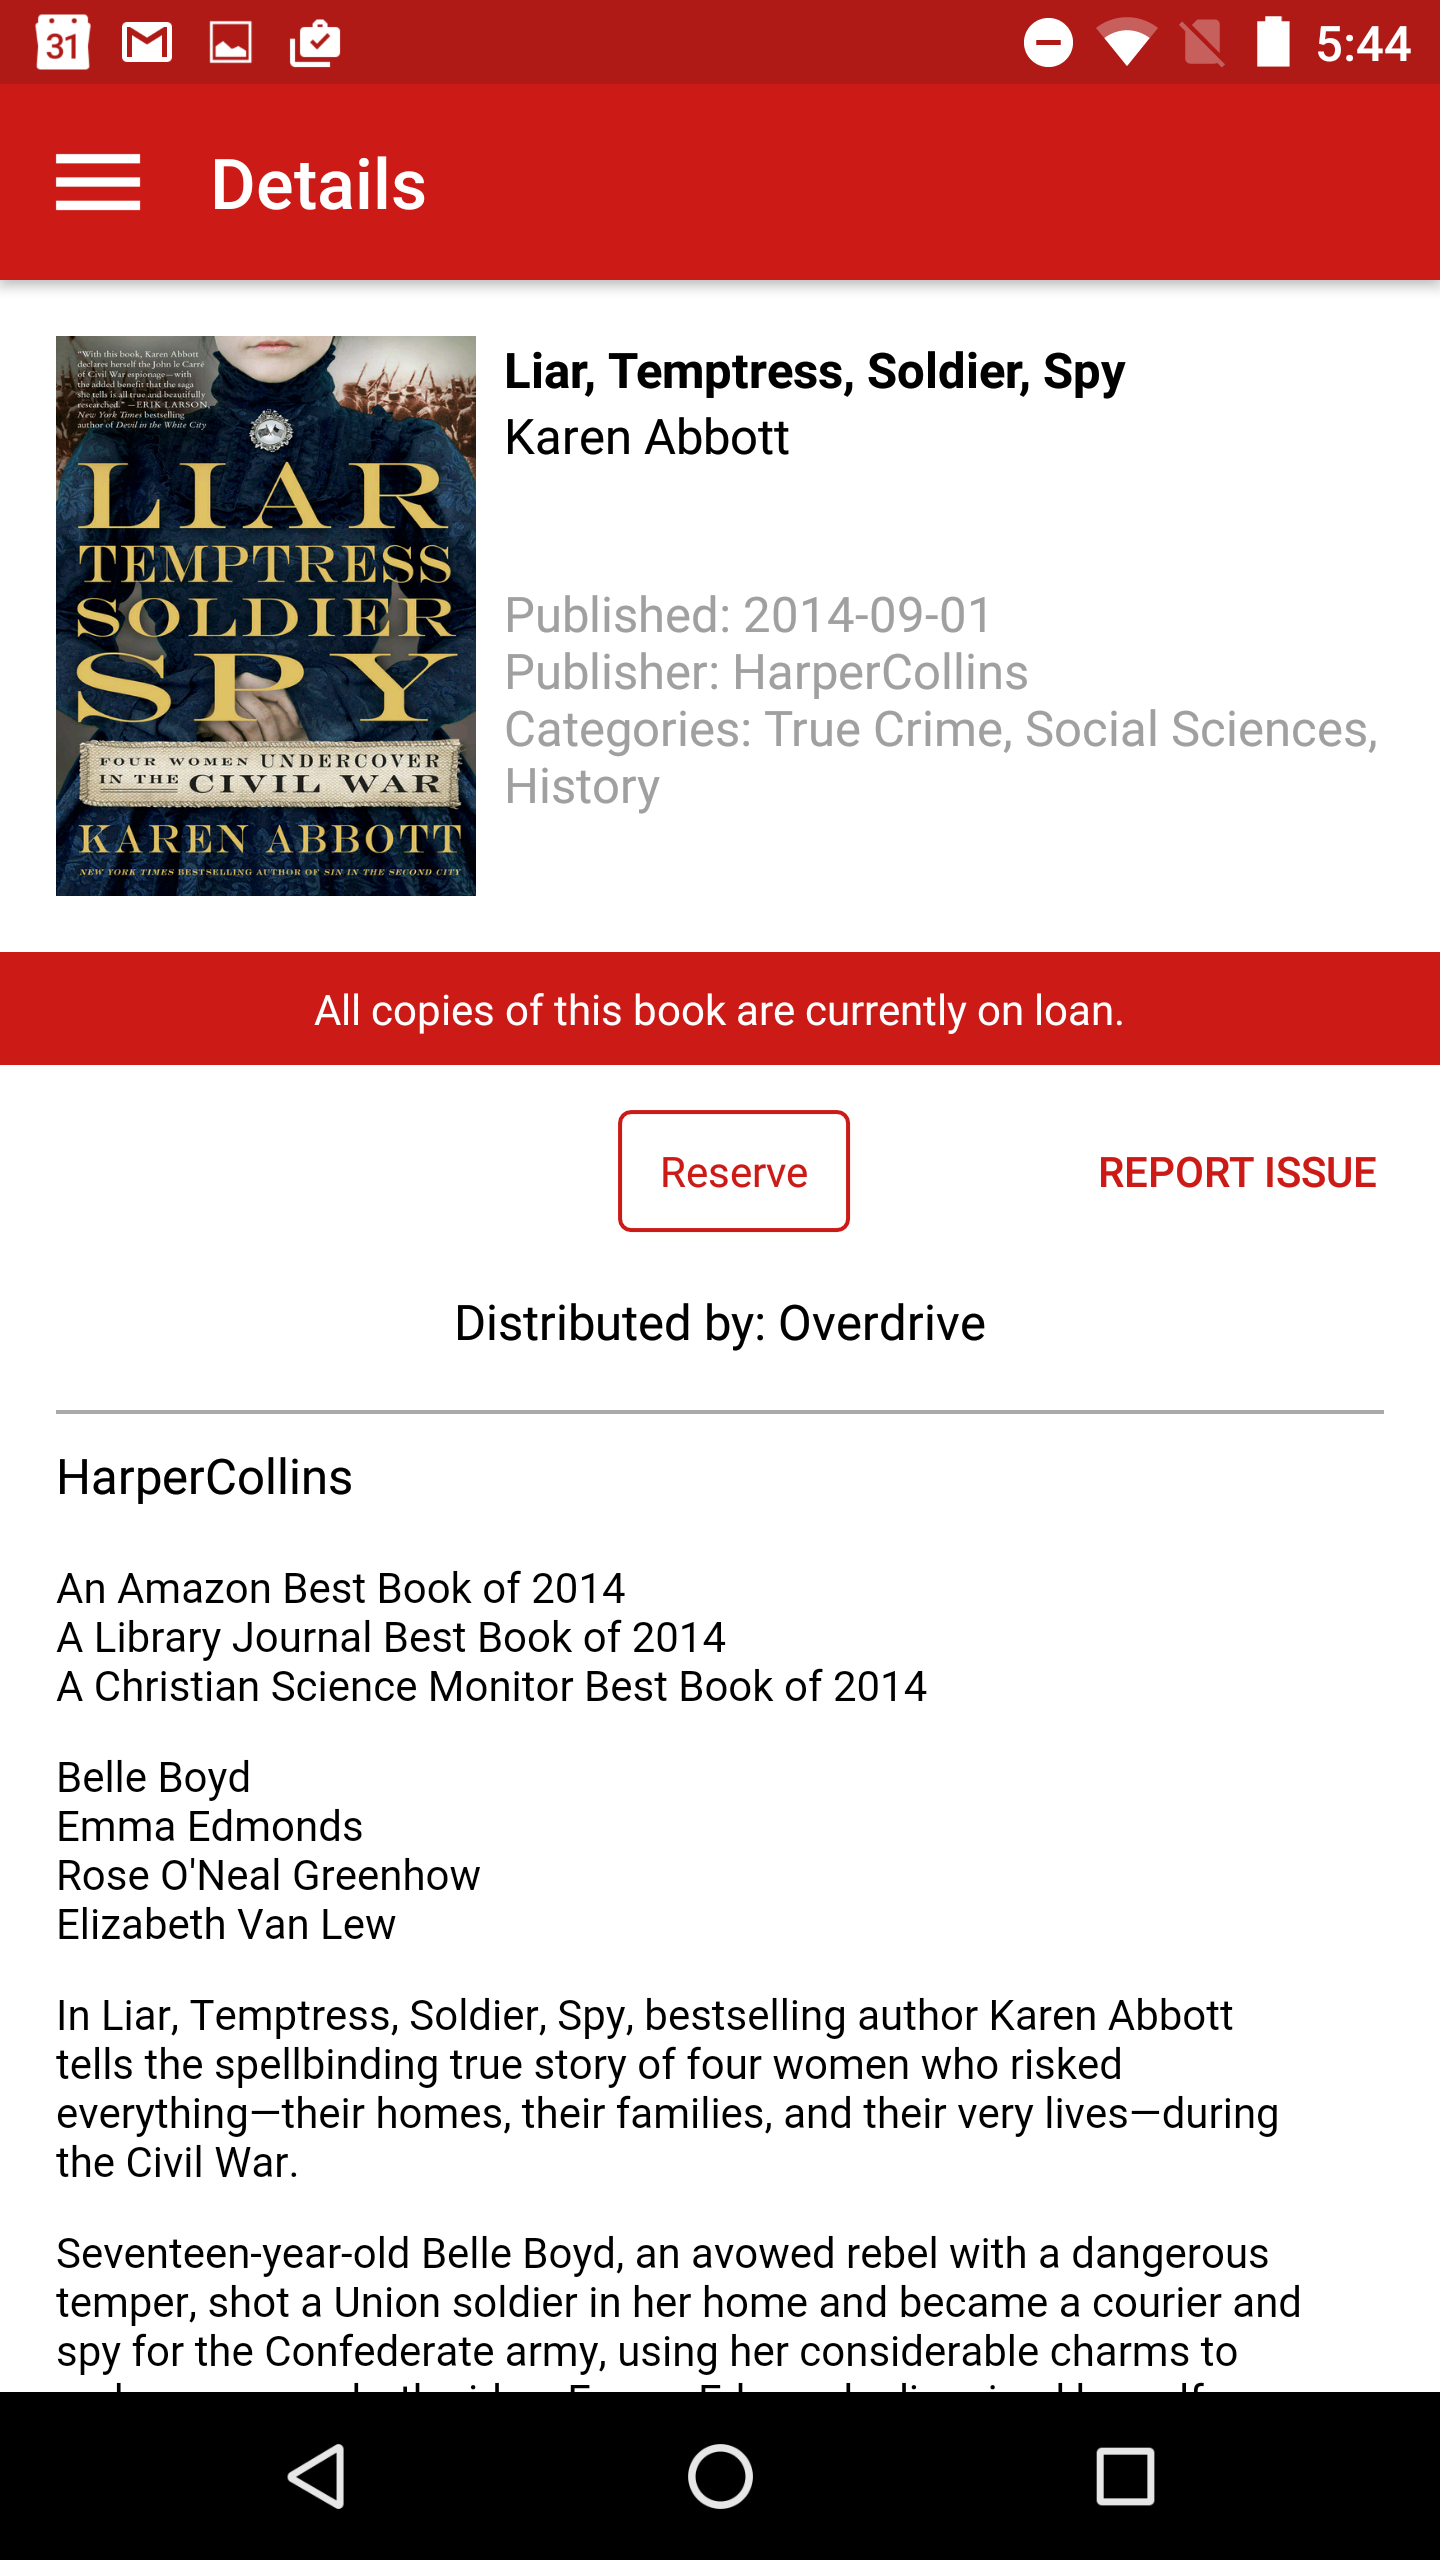 31
5:44
Details
"With this book, Karen Abbott
declares herself the John le Carré
of Civil War espionage—with
the added benefit that the saga
she tells is all true and beautifully
researched." —ERIK LARSON,
New York Times bestselling
author of Devil in the White City
LIAR
TEMPTRESS
SOLDIER
SPY
FOUR WOMEN UNDERCOVER
IN THE CIVIL WAR
KAREN ABBOTT
NEW YORK TIMES BESTSELLING AUTHOR OF SIN IN THE SECOND CITY
Liar, Temptress, Soldier, Spy
Karen Abbott
Published: 2014-09-01
Publisher: HarperCollins
Categories: True Crime, Social Sciences,
History
All copies of this book are currently on loan.
Reserve
REPORT ISSUE
Distributed by: Overdrive
HarperCollins
An Amazon Best Book of 2014
A Library Journal Best Book of 2014
A Christian Science Monitor Best Book of 2014
Belle Boyd
Emma Edmonds
Rose O'Neal Greenhow
Elizabeth Van Lew
In Liar, Temptress, Soldier, Spy, bestselling author Karen Abbott
tells the spellbinding true story of four women who risked
everything—their homes, their families, and their very lives—during
the Civil War.
Seventeen-year-old Belle Boyd, an avowed rebel with a dangerous
temper, shot a Union soldier in her home and became a courier and
spy for the Confederate army, using her considerable charms to